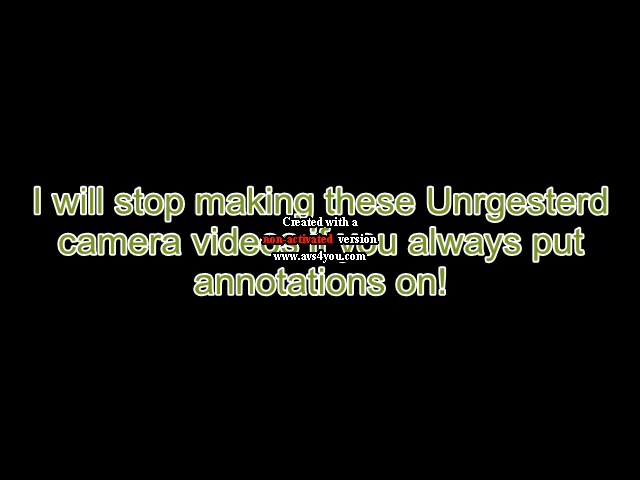 I will stop making these Unrgesterd
camera videos if you always put
annotations on!
Created with a
non-activated version
www.avs4you.com